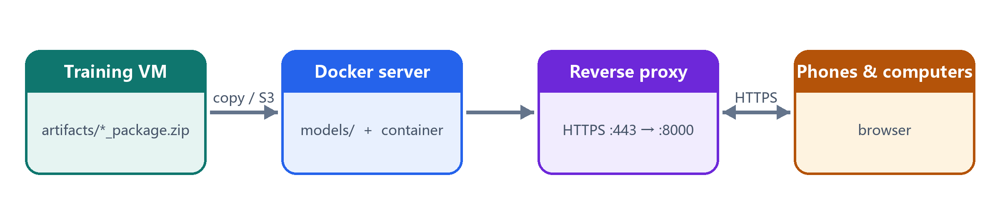 Training VM
artifacts/*_package.zip
copy / S3
Docker server
models/ + container
Reverse proxy
HTTPS :443 → :8000
HTTPS
Phones & computers
browser